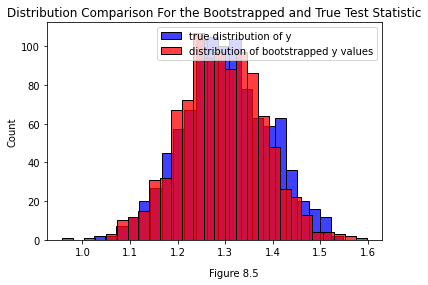 Distribution Comparison For the Bootstrapped and True Test Statistic
true distribution of y
distribution of bootstrapped y values
Count
100
80
60
40
20
0
1.0 1.1 1.2 1.3 1.4 1.5 1.6
Figure 8.5